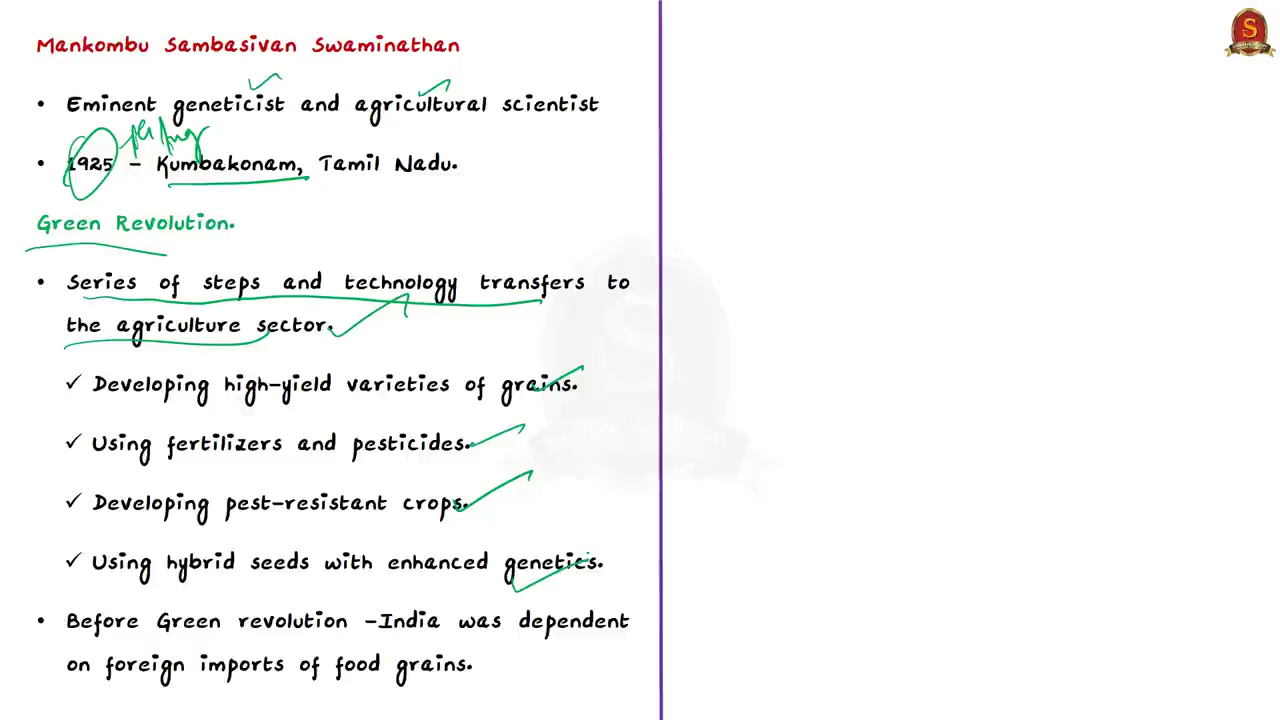 Mankombu Sambasivan Swaminathan
• Eminent geneticist and agricultural scientist
• 1925 – Kumbakonam, Tamil Nadu.
Green Revolution.
• Series of steps and technology transfers to
the agriculture sector.
✓ Developing high-yield varieties of grains.
✓ Using fertilizers and pesticides.
✓ Developing pest-resistant crops.
✓ Using hybrid seeds with enhanced genetics.
• Before Green revolution -India was dependent
on foreign imports of food grains.
S